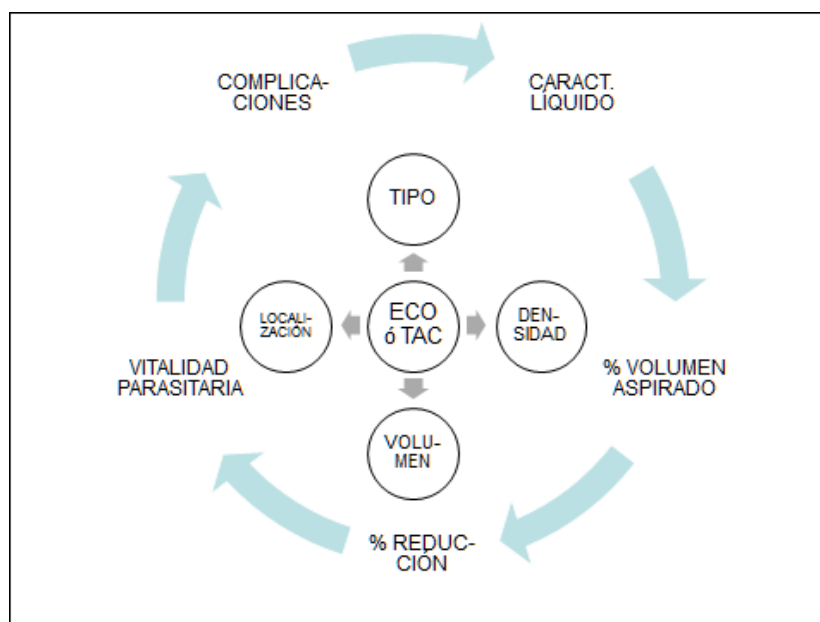 COMPLICA-
CIONES
CARACT.
LÍQUIDO
TIPO
LOCALI-
ZACIÓN
ECO
ó TAC
DEN-
SIDAD
VITALIDAD
PARASITARIA
% VOLUMEN
ASPIRADO
VOLU-
MEN
% REDUC-
CIÓN